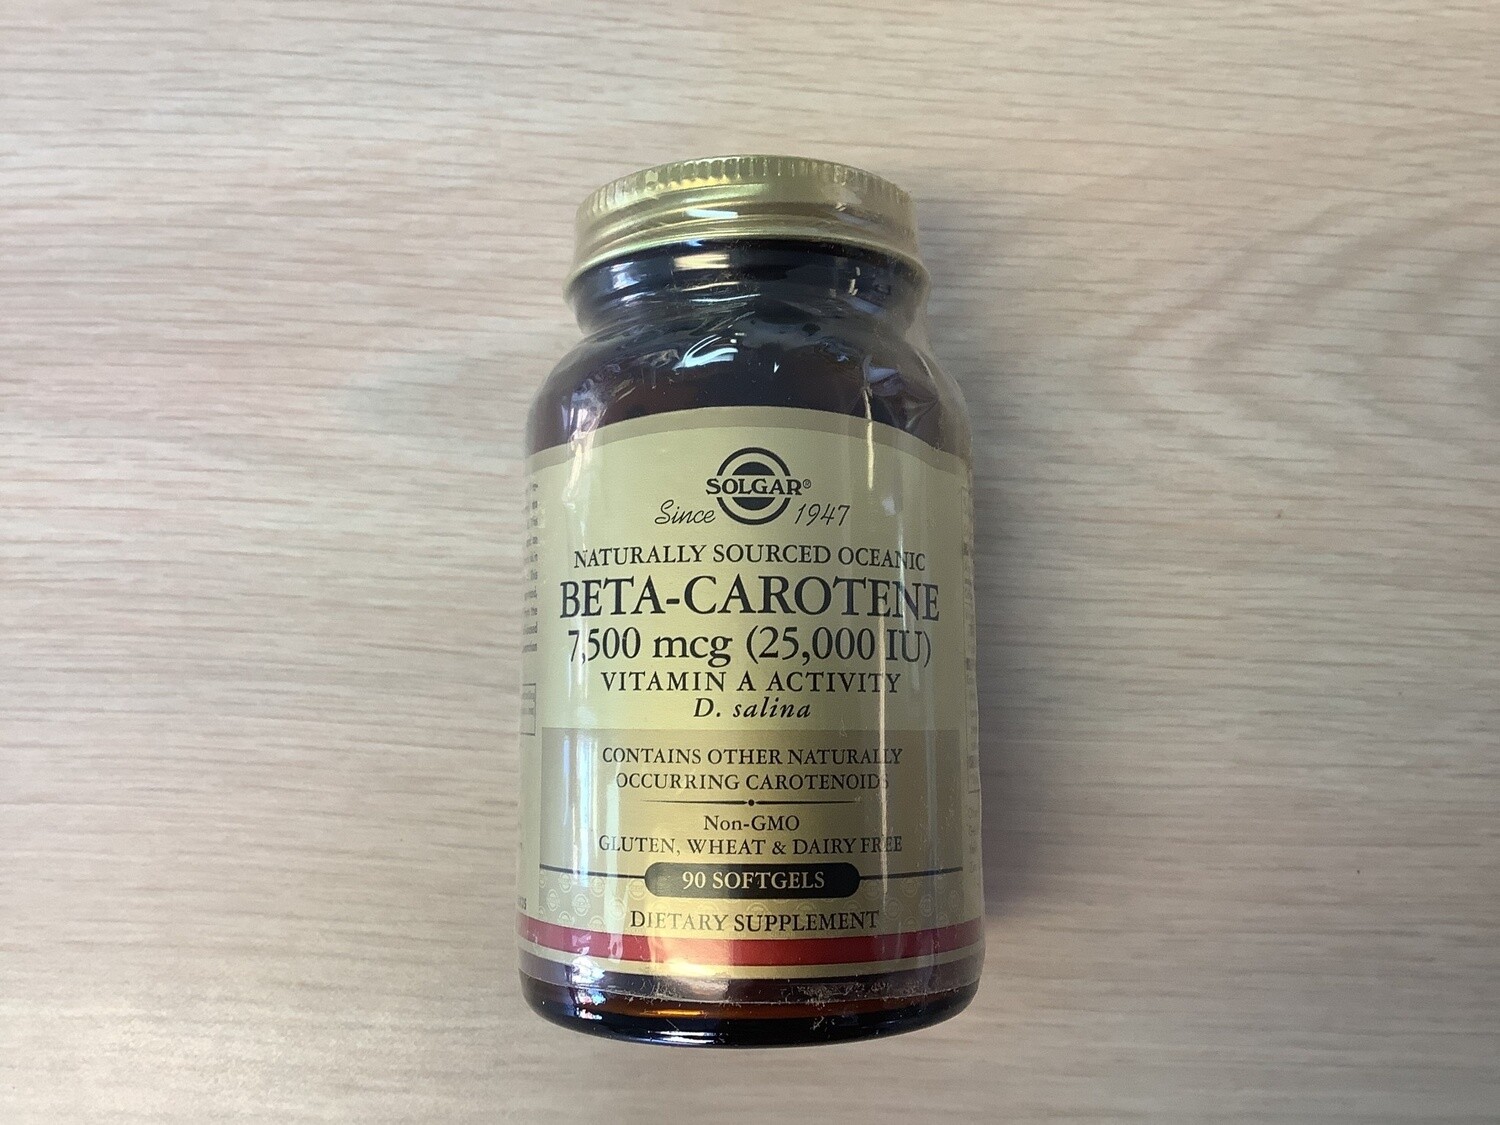 SOLGAR®
Since 1947
NATURALLY SOURCED OCEANIC
BETA-CAROTENE
7,500 mcg (25,000 IU)
VITAMIN A ACTIVITY
D. salina
CONTAINS OTHER NATURALLY
OCCURRING CAROTENOIDS
Non-GMO
GLUTEN, WHEAT & DAIRY FREE
90 SOFTGELS
DIETARY SUPPLEMENT